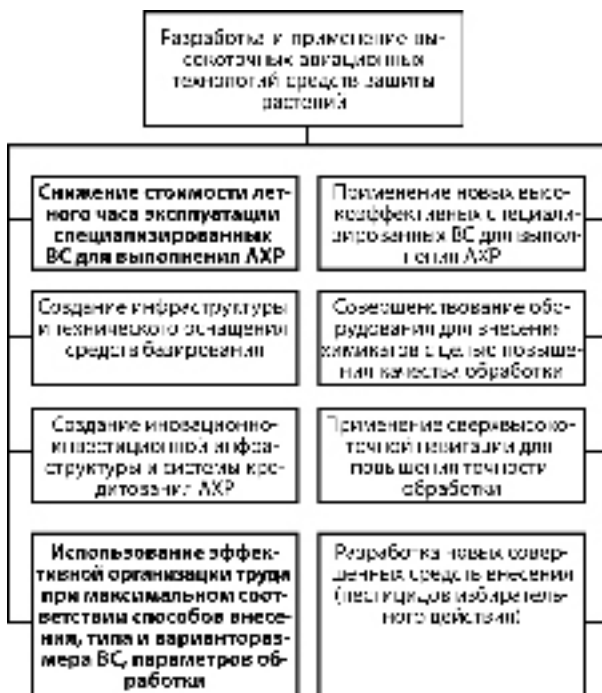 Разработка и применение вы-
сокоточных авиационных
технологий средств защиты
растений
Снижение стоимости лет-
ного часа эксплуатации
специализированных
ВС для выполнения АХР
Применение новых высо-
коэффективных специали-
зированных ВС для выпол-
нения АХР
Создание инфраструктуры
и технического оснащения
средств базирования
Совершенствование обо-
рудования для внесения
химикатов с целью повыше-
ния качества обработки
Создание иновационно-
инвестиционной инфра-
структуры и системы кре-
дитования АХР
Применение сверхвысоко-
точной навигации для
повышения точности
обработки
Использование эффек-
тивной организации труда
при максимальном соот-
ветствии способов внесе-
ния, типа и вариантораз-
мера ВС, параметров об-
работки
Разработка новых совер-
шенных средств внесения
(пестицидов избиратель-
ного действия)